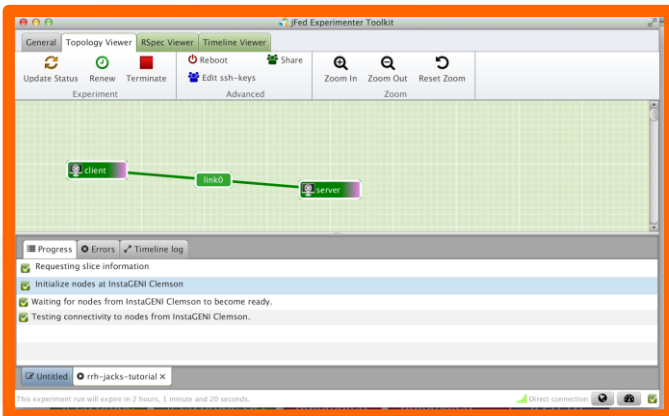 jFed Experimenter Toolkit
General Topology Viewer RSpec Viewer Timeline Viewer
Update Status Renew Terminate
Experiment
Reboot Share
Edit ssh-keys
Advanced
Zoom In Zoom Out Reset Zoom
Zoom
client
link0
server
Progress Errors Timeline log
Requesting slice information
Initialize nodes at InstaGENI Clemson
Waiting for nodes from InstaGENI Clemson to become ready.
Testing connectivity to nodes from InstaGENI Clemson.
Untitled rrh-jacks-tutorial ×
This experiment run will expire in 2 hours, 1 minute and 20 seconds.
Direct connection